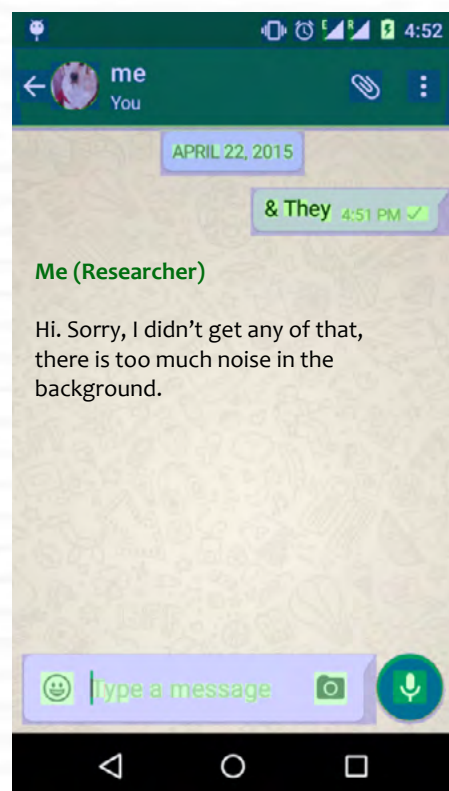 4:52
me
You
APRIL 22, 2015
& They 4:51 PM
Me (Researcher)
Hi. Sorry, I didn’t get any of that,
there is too much noise in the
background.
Type a message